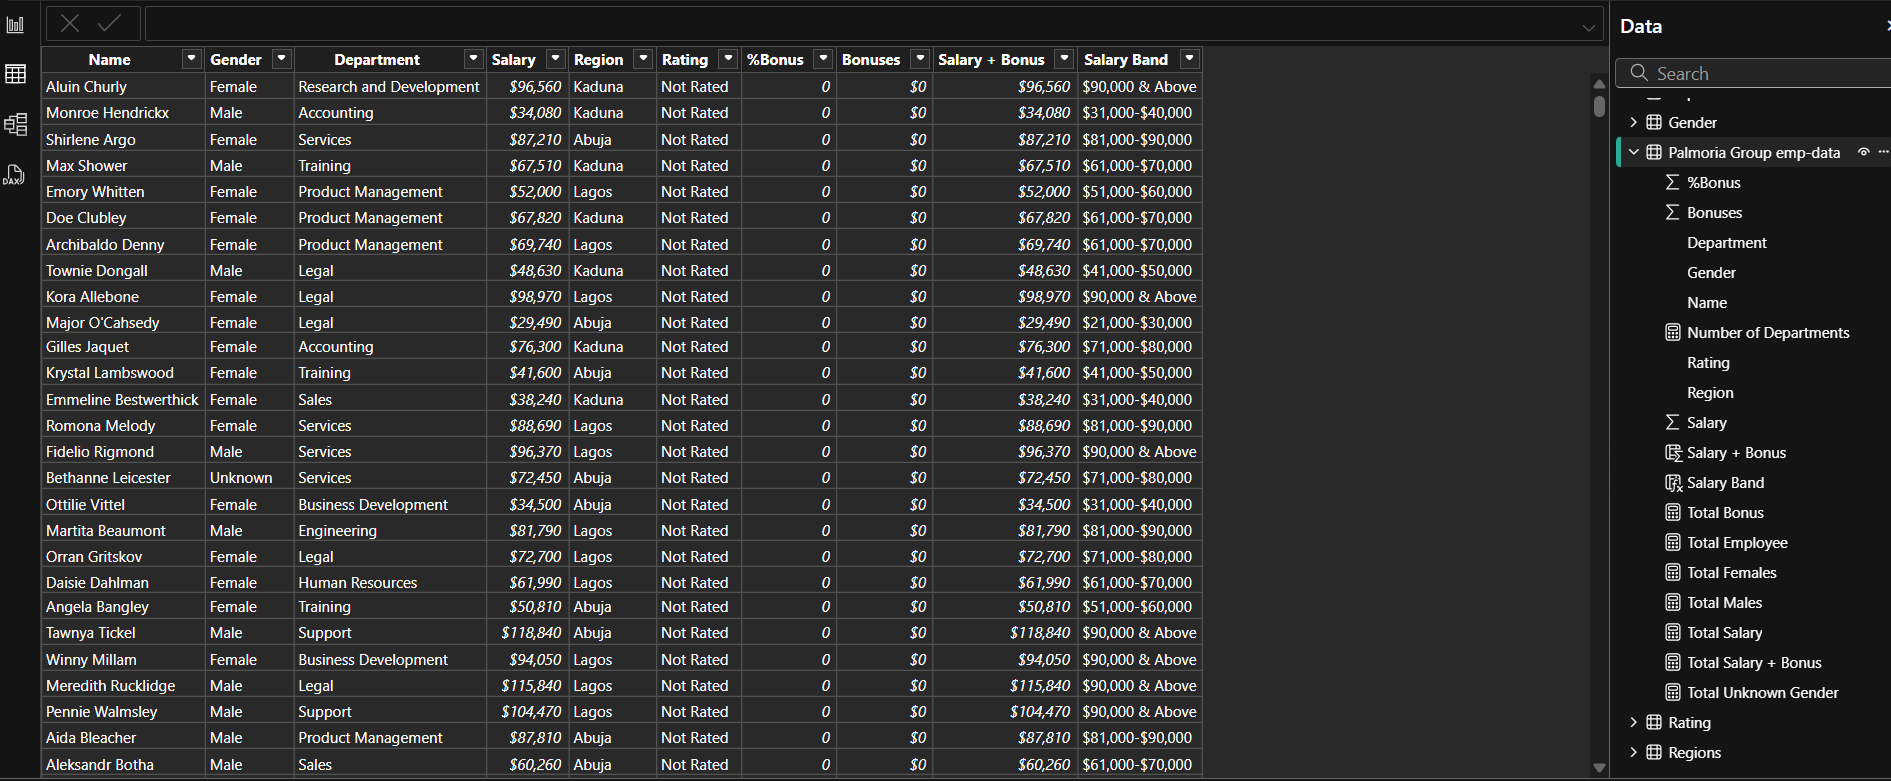 Data
Search
Name Gender Department Salary Region Rating %Bonus Bonuses Salary + Bonus Salary Band
Aluin Churly Female Research and Development $96,560 Kaduna Not Rated 0 $0 $96,560 $90,000 & Above
Monroe Hendrickx Male Accounting $34,080 Kaduna Not Rated 0 $0 $34,080 $31,000-$40,000
Shirlene Argo Female Services $87,210 Abuja Not Rated 0 $0 $87,210 $81,000-$90,000
Max Shower Male Training $67,510 Kaduna Not Rated 0 $0 $67,510 $61,000-$70,000
Emory Whitten Female Product Management $52,000 Lagos Not Rated 0 $0 $52,000 $51,000-$60,000
Doe Clubley Female Product Management $67,820 Kaduna Not Rated 0 $0 $67,820 $61,000-$70,000
Archibaldo Denny Female Product Management $69,740 Lagos Not Rated 0 $0 $69,740 $61,000-$70,000
Townie Dongall Male Legal $48,630 Kaduna Not Rated 0 $0 $48,630 $41,000-$50,000
Kora Allebone Female Legal $98,970 Lagos Not Rated 0 $0 $98,970 $90,000 & Above
Major O'Cahsedy Female Legal $29,490 Abuja Not Rated 0 $0 $29,490 $21,000-$30,000
Gilles Jaquet Female Accounting $76,300 Kaduna Not Rated 0 $0 $76,300 $71,000-$80,000
Krystal Lambswood Female Training $41,600 Abuja Not Rated 0 $0 $41,600 $41,000-$50,000
Emmeline Bestwerthick Female Sales $38,240 Kaduna Not Rated 0 $0 $38,240 $31,000-$40,000
Romona Melody Female Services $88,690 Lagos Not Rated 0 $0 $88,690 $81,000-$90,000
Fidelio Rigmond Male Services $96,370 Lagos Not Rated 0 $0 $96,370 $90,000 & Above
Bethanne Leicester Unknown Services $72,450 Abuja Not Rated 0 $0 $72,450 $71,000-$80,000
Ottilie Vittel Female Business Development $34,500 Abuja Not Rated 0 $0 $34,500 $31,000-$40,000
Martita Beaumont Male Engineering $81,790 Lagos Not Rated 0 $0 $81,790 $81,000-$90,000
Orran Gritskov Female Legal $72,700 Lagos Not Rated 0 $0 $72,700 $71,000-$80,000
Daisie Dahlman Female Human Resources $61,990 Lagos Not Rated 0 $0 $61,990 $61,000-$70,000
Angela Bangley Female Training $50,810 Abuja Not Rated 0 $0 $50,810 $51,000-$60,000
Tawnya Tickel Male Support $118,840 Abuja Not Rated 0 $0 $118,840 $90,000 & Above
Winny Millam Female Business Development $94,050 Lagos Not Rated 0 $0 $94,050 $90,000 & Above
Meredith Rucklidge Male Legal $115,840 Lagos Not Rated 0 $0 $115,840 $90,000 & Above
Pennie Walmsley Male Support $104,470 Lagos Not Rated 0 $0 $104,470 $90,000 & Above
Aida Bleacher Male Product Management $87,810 Abuja Not Rated 0 $0 $87,810 $81,000-$90,000
Aleksandr Botha Male Sales $60,260 Abuja Not Rated 0 $0 $60,260 $61,000-$70,000
DAX
Gender
Palmoria Group emp-data
%Bonus
Bonuses
Department
Gender
Name
Number of Departments
Rating
Region
Salary
Salary + Bonus
Salary Band
Total Bonus
Total Employee
Total Females
Total Males
Total Salary
Total Salary + Bonus
Total Unknown Gender
Rating
Regions